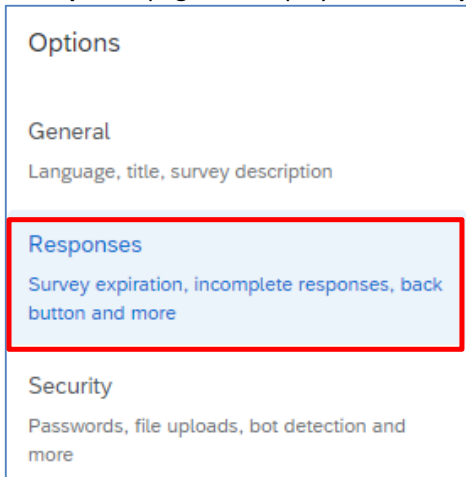 Options
General
Language, title, survey description
Responses
Survey expiration, incomplete responses, back
button and more
Security
Passwords, file uploads, bot detection and
more